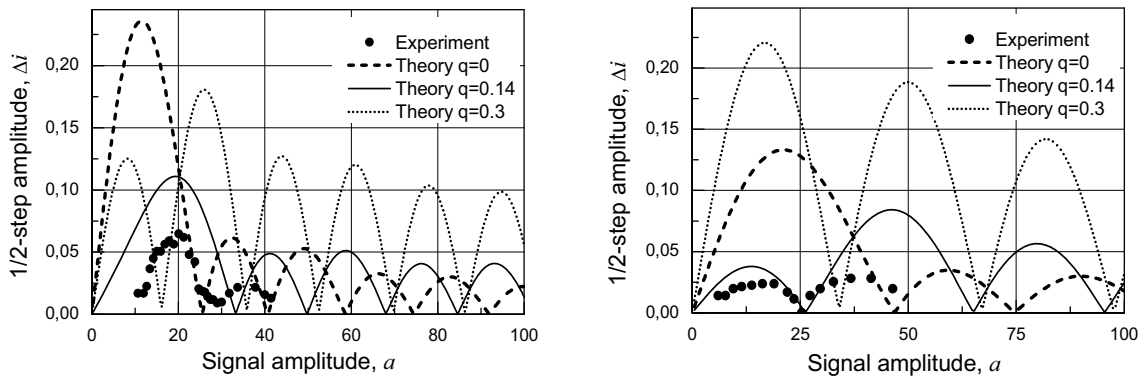 1/2-step amplitude, Δi
0,20
0,15
0,10
0,05
0,00
Experiment
Theory q=0
Theory q=0.14
Theory q=0.3
0 20 40 60 80 100
Signal amplitude, a
1/2-step amplitude, Δi
0,20
0,15
0,10
0,05
0,00
Experiment
Theory q=0
Theory q=0.14
Theory q=0.3
0 25 50 75 100
Signal amplitude, a